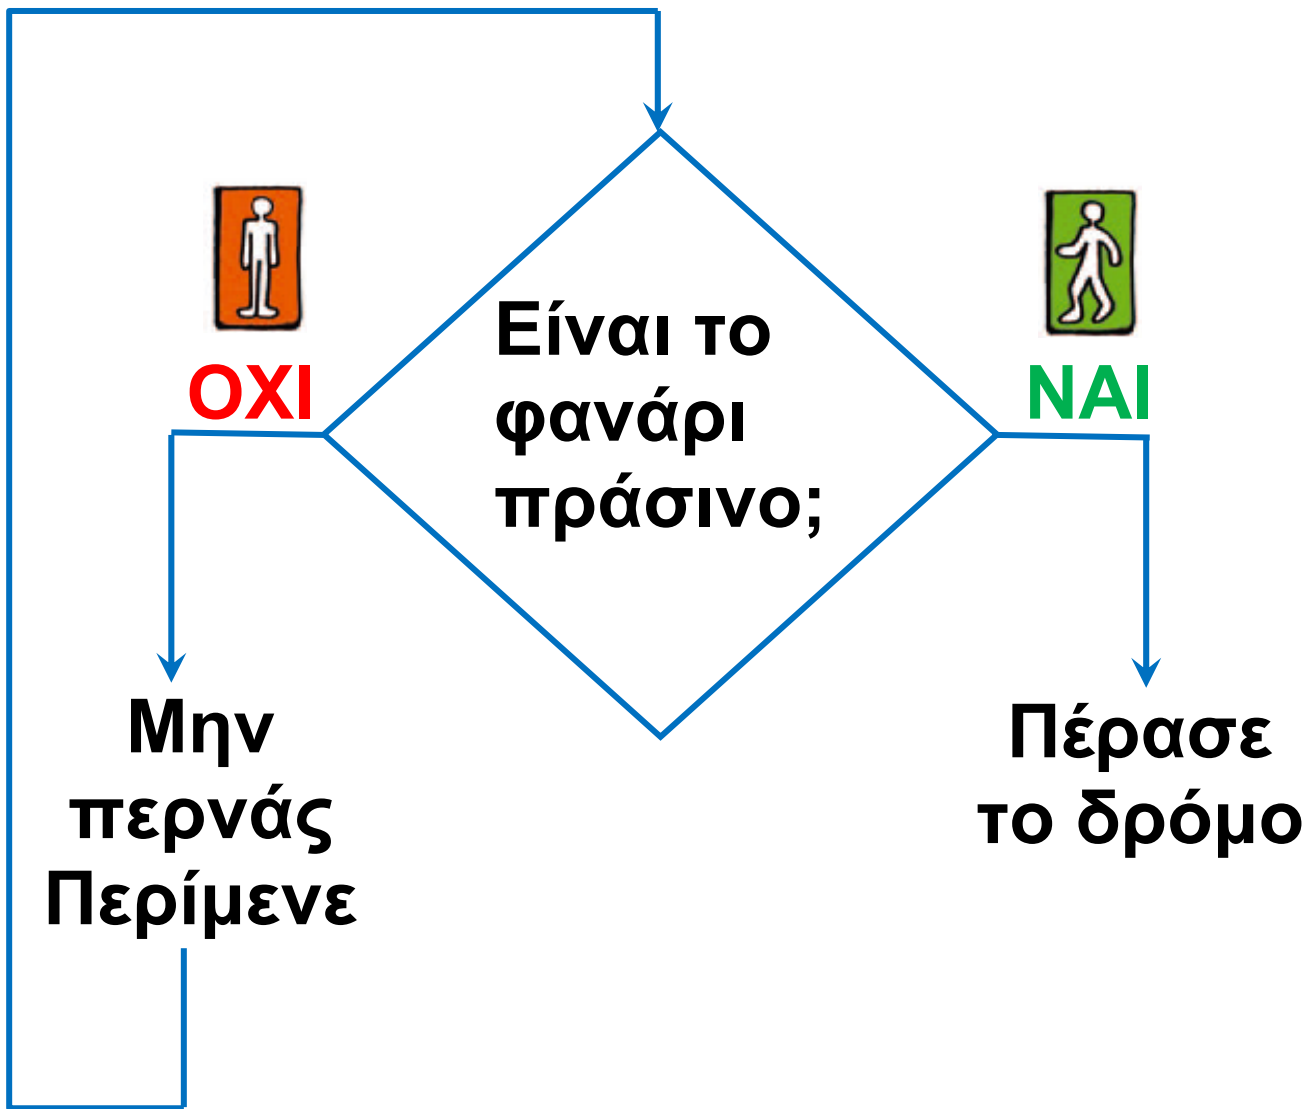 Είναι το
φανάρι
πράσινο;
ΟΧΙ
ΝΑΙ
Μην
περνάς
Περίμενε
Πέρασε
το δρόμο